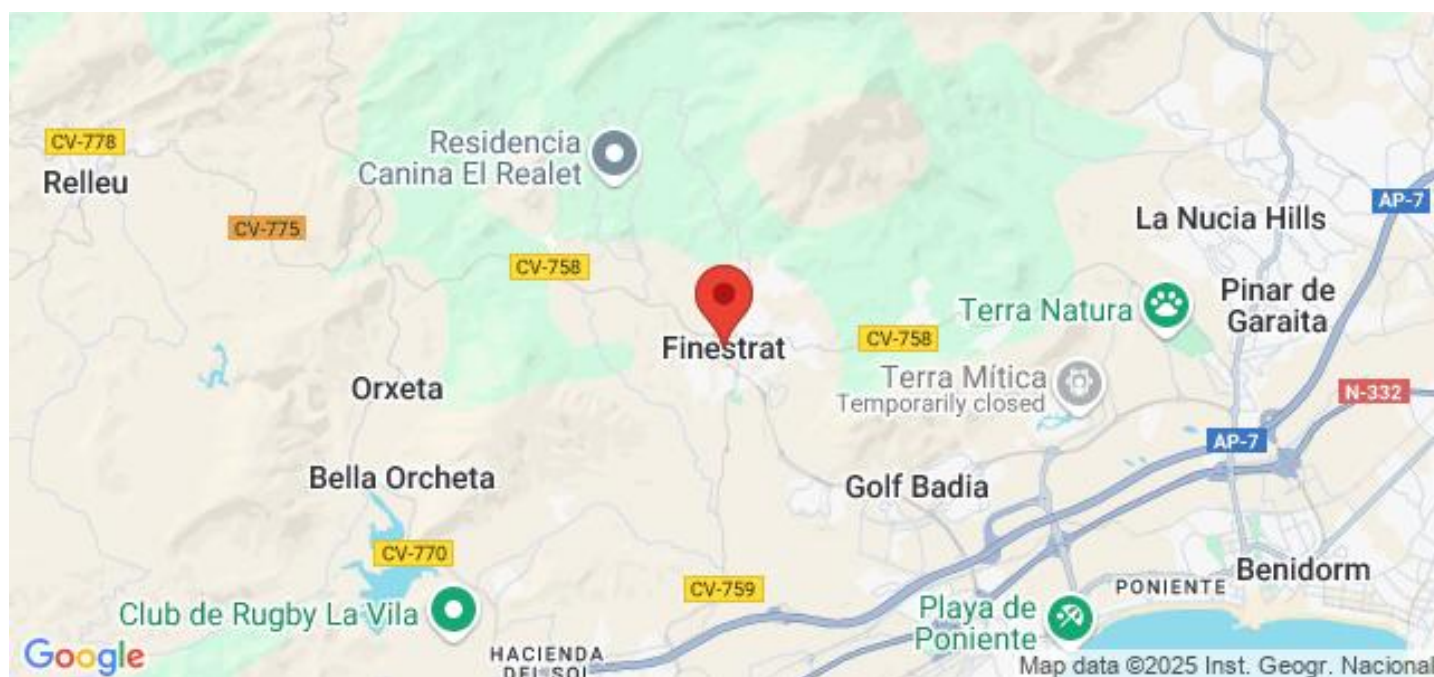 CV-778
Relleu
Residencia
Canina El Realet
CV-775
CV-758
AP-7
La Nucia Hills
Terra Natura
Pinar de
Garaita
Finestrat
CV-758
Orxeta
Terra Mítica
Temporarily closed
N-332
AP-7
Bella Orcheta
Golf Badia
CV-770
CV-759
PONIENTE
Benidorm
Club de Rugby La Vila
Playa de
Poniente
HACIENDA
DEL SOL
Google
Map data ©2025 Inst. Geogr. Nacional